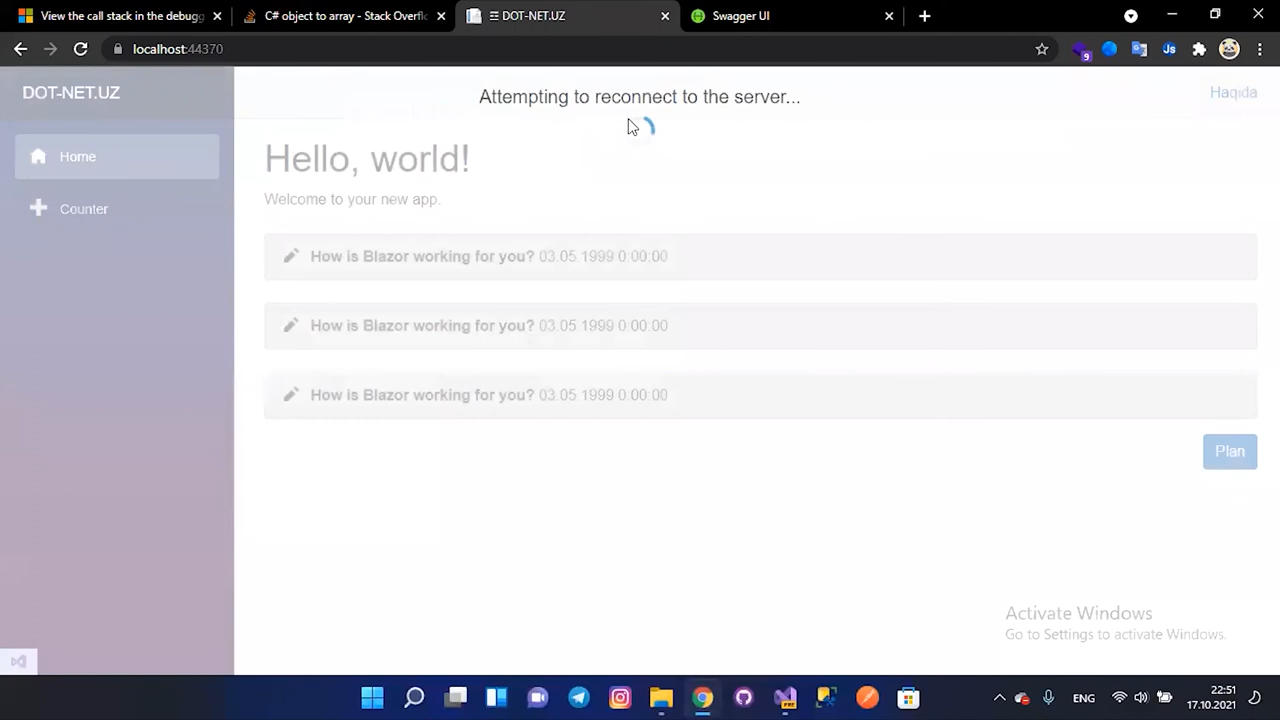 View the call stack in the debugg
C# object to array - Stack Overfl
DOT-NET.UZ
Swagger UI
localhost:44370
9
Js
DOT-NET.UZ
Attempting to reconnect to the server...
Haqida
Home
Hello, world!
Welcome to your new app.
Counter
How is Blazor working for you? 03.05.1999 0:00:00
How is Blazor working for you? 03.05.1999 0:00:00
How is Blazor working for you? 03.05.1999 0:00:00
Plan
Activate Windows
Go to Settings to activate Windows.
PRE
ENG
22:51
17.10.2021